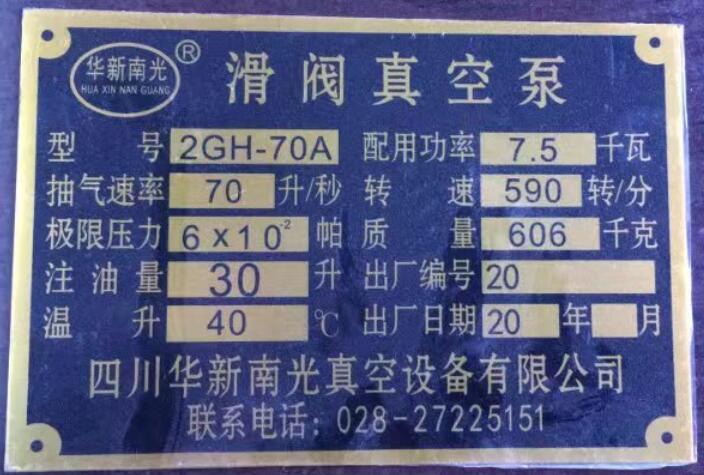 华新南光®
HUA XIN NAN GUANG
滑阀真空泵
型号 2GH-70A 配用功率 7.5 千瓦
抽气速率 70 升/秒 转速 590 转/分
极限压力 6x10⁻² 帕 质量 606 千克
注油量 30 升 出厂编号 20
温升 40 ℃ 出厂日期 20 年 月
四川华新南光真空设备有限公司
联系电话: 028-27225151